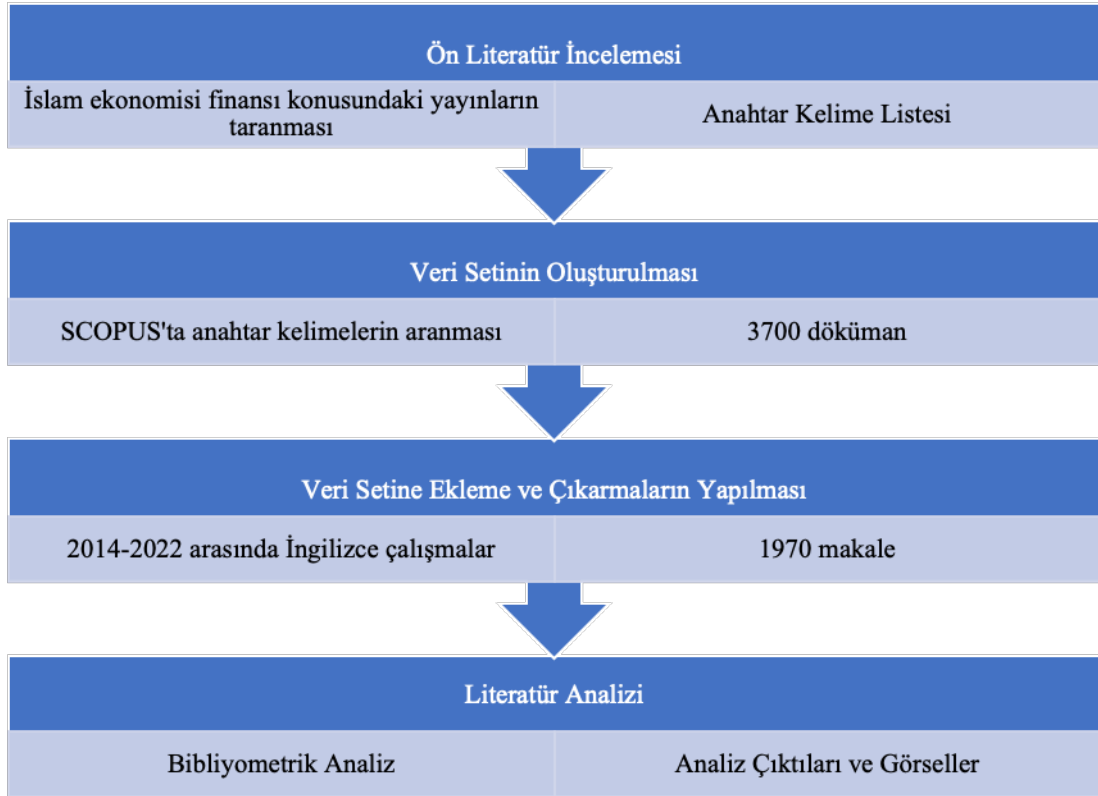 Ön Literatür İncelemesi
İslam ekonomisi finansı konusundaki yayınların
taranması
Anahtar Kelime Listesi
Veri Setinin Oluşturulması
SCOPUS'ta anahtar kelimelerin aranması
3700 döküman
Veri Setine Ekleme ve Çıkarmaların Yapılması
2014-2022 arasında İngilizce çalışmalar
1970 makale
Literatür Analizi
Bibliyometrik Analiz
Analiz Çıktıları ve Görseller